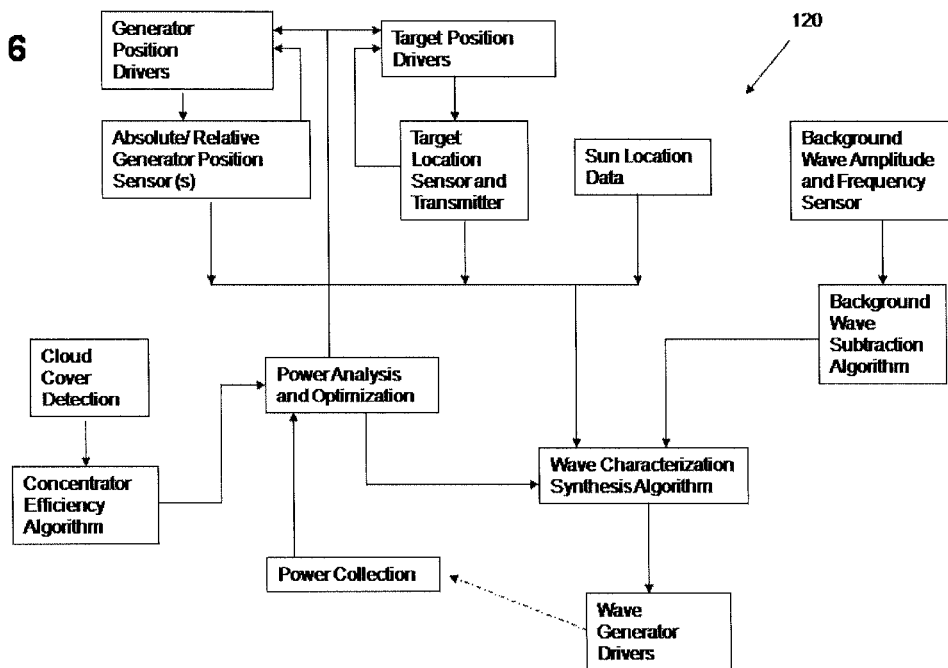 6
120
Generator
Position
Drivers
Target Position
Drivers
Absolute/ Relative
Generator Position
Sensor (s)
Target
Location
Sensor and
Transmitter
Sun Location
Data
Background
Wave Amplitude
and Frequency
Sensor
Background
Wave
Subtraction
Algorithm
Cloud
Cover
Detection
Power Analysis
and Optimization
Concentrator
Efficiency
Algorithm
Wave Characterization
Synthesis Algorithm
Power Collection
Wave
Generator
Drivers